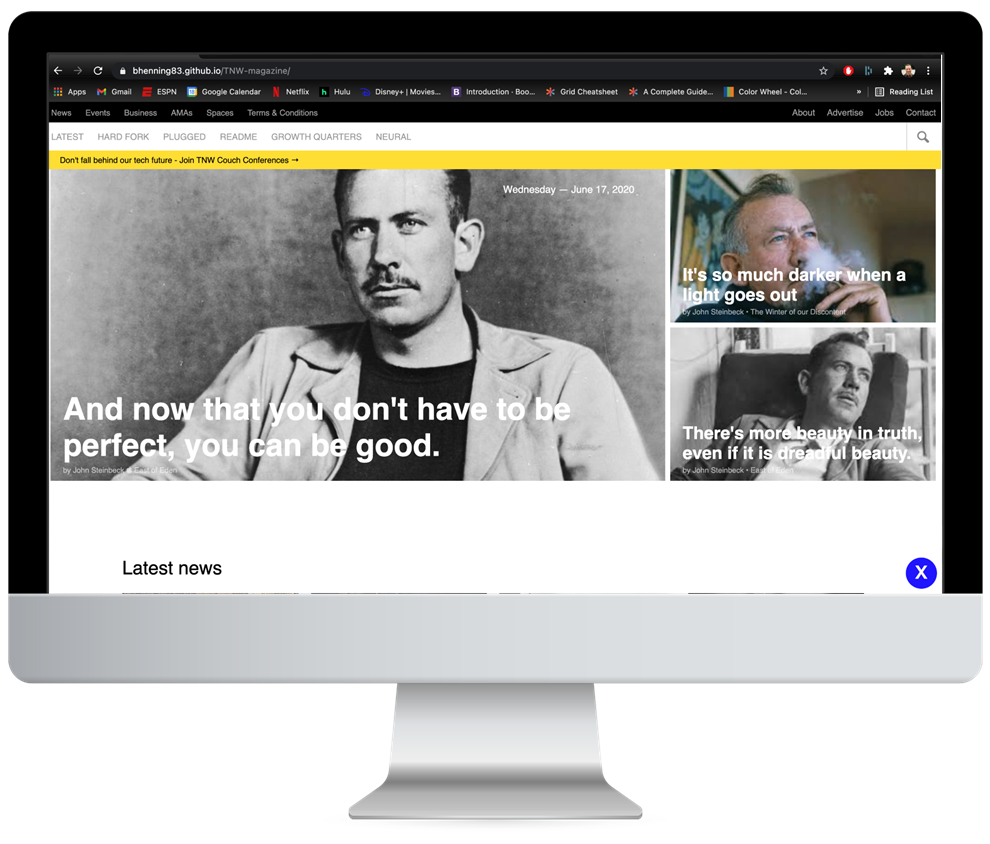 bhenning83.github.io/TNW-magazine/
Apps Gmail ESPN Google Calendar Netflix h Hulu Disney+ | Movies... B Introduction · Boo... Grid Cheatsheet A Complete Guide... Color Wheel - Col... » Reading List
News Events Business AMAs Spaces Terms & Conditions About Advertise Jobs Contact
LATEST HARD FORK PLUGGED README GROWTH QUARTERS NEURAL
Don't fall behind our tech future - Join TNW Couch Conferences →
Wednesday — June 17, 2020
And now that you don't have to be
perfect, you can be good.
by John Steinbeck • East of Eden
It's so much darker when a
light goes out
by John Steinbeck • The Winter of our Discontent
There's more beauty in truth,
even if it is dreadful beauty.
by John Steinbeck • East of Eden
Latest news
X